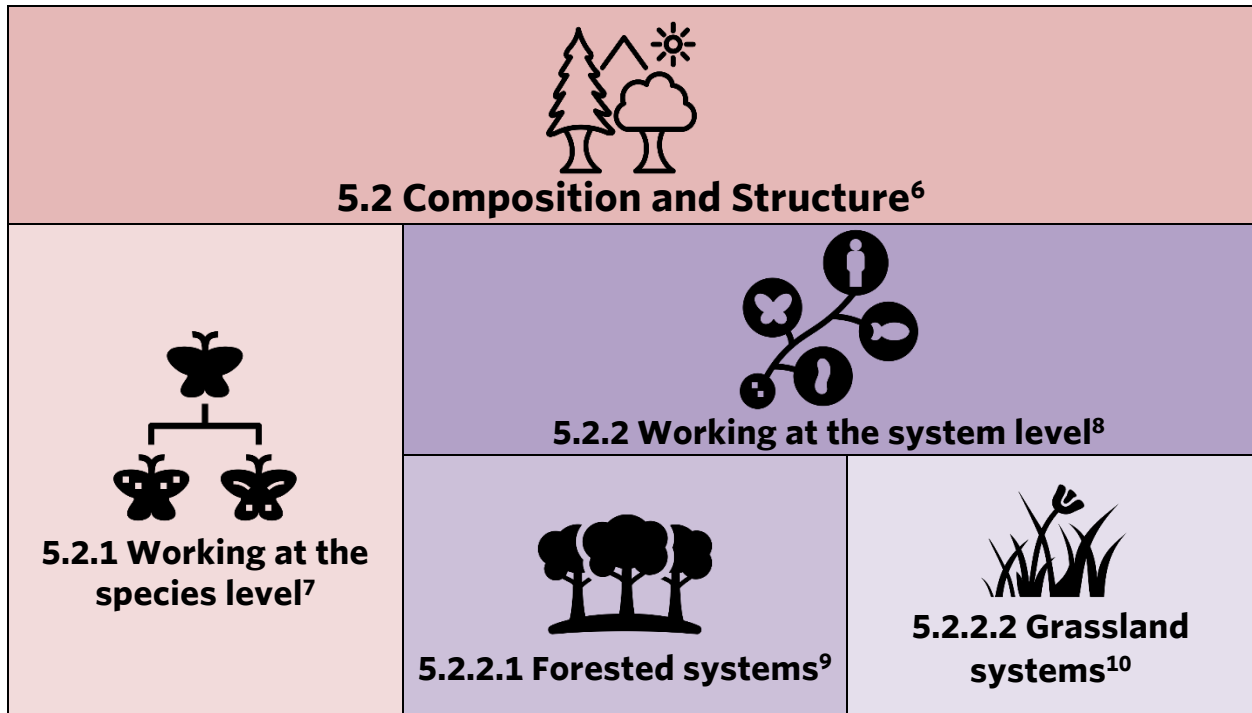 5.2 Composition and Structure⁶
5.2.1 Working at the
species level⁷
5.2.2 Working at the system level⁸
5.2.2.1 Forested systems⁹
5.2.2.2 Grassland
systems¹⁰